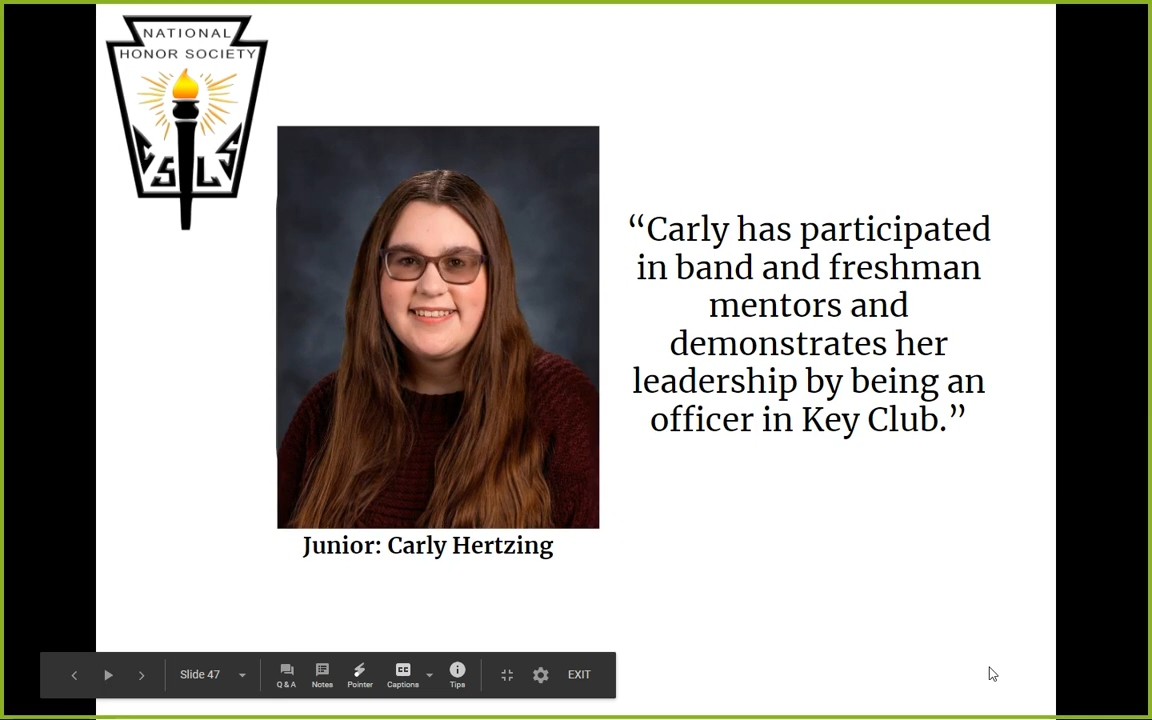 NATIONAL
HONOR SOCIETY
C S L S
“Carly has participated
in band and freshman
mentors and
demonstrates her
leadership by being an
officer in Key Club.”
Junior: Carly Hertzing
Slide 47
Q & A
Notes
Pointer
CC
Captions
Tips
EXIT